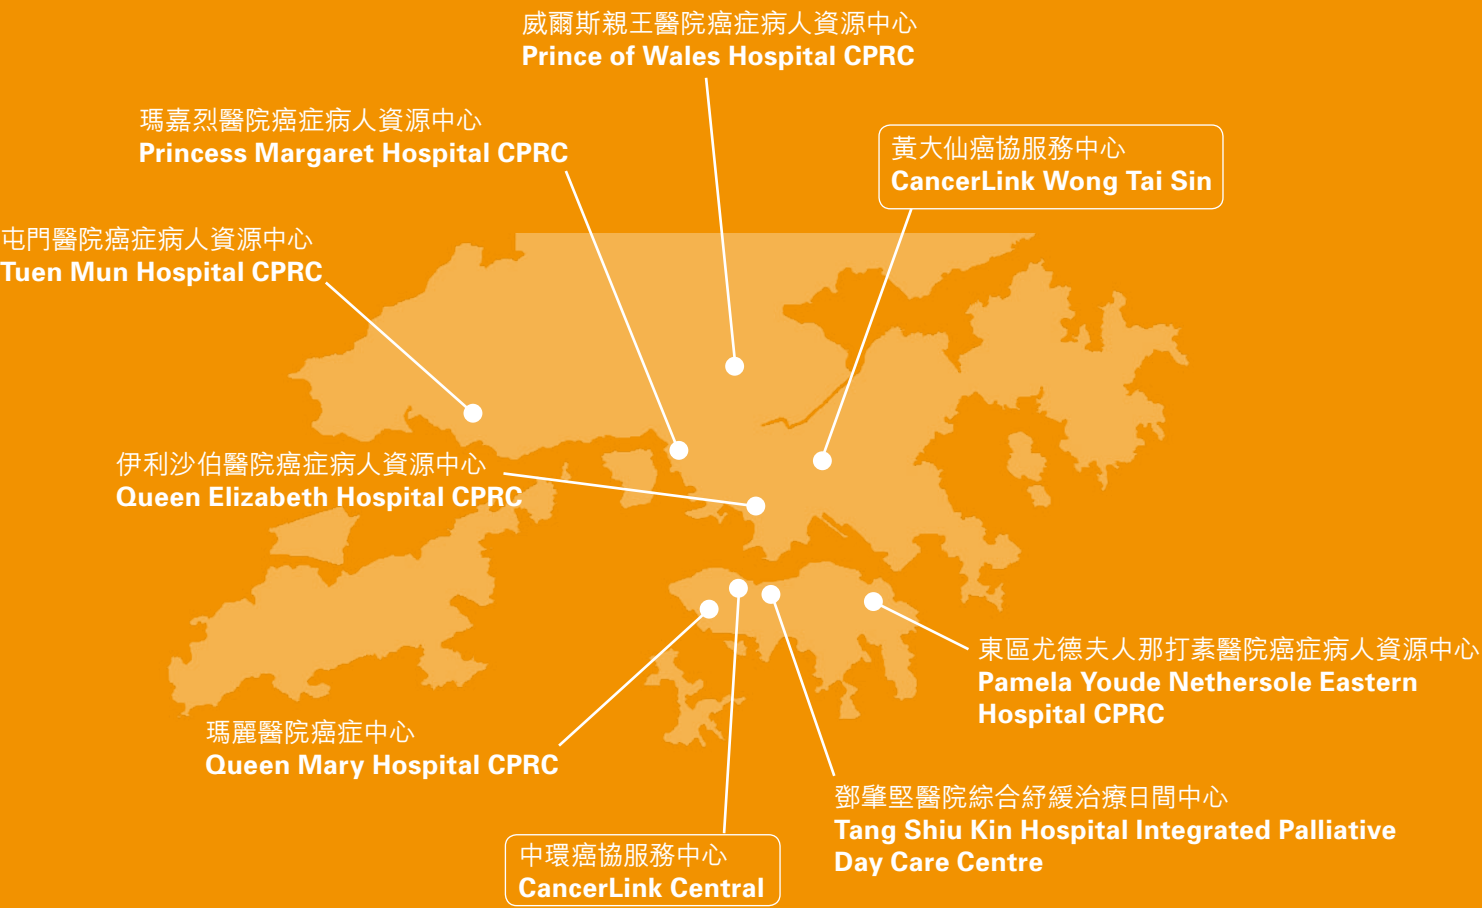 威爾斯親王醫院癌症病人資源中心
Prince of Wales Hospital CPRC
瑪嘉烈醫院癌症病人資源中心
Princess Margaret Hospital CPRC
黃大仙癌協服務中心
CancerLink Wong Tai Sin
屯門醫院癌症病人資源中心
Tuen Mun Hospital CPRC
伊利沙伯醫院癌症病人資源中心
Queen Elizabeth Hospital CPRC
東區尤德夫人那打素醫院癌症病人資源中心
Pamela Youde Nethersole Eastern
Hospital CPRC
瑪麗醫院癌症中心
Queen Mary Hospital CPRC
鄧肇堅醫院綜合紓緩治療日間中心
Tang Shiu Kin Hospital Integrated Palliative
Day Care Centre
中環癌協服務中心
CancerLink Central